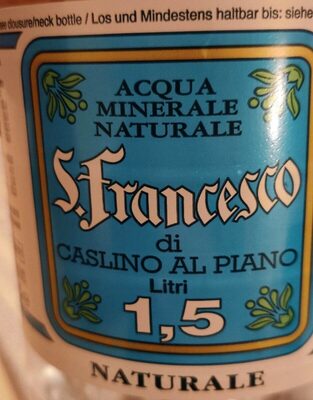 closure/neck bottle / Los und Mindestens haltbar bis: siehe
ACQUA
MINERALE
NATURALE
S.Francesco
di
CASLINO AL PIANO
Litri
1,5
NATURALE